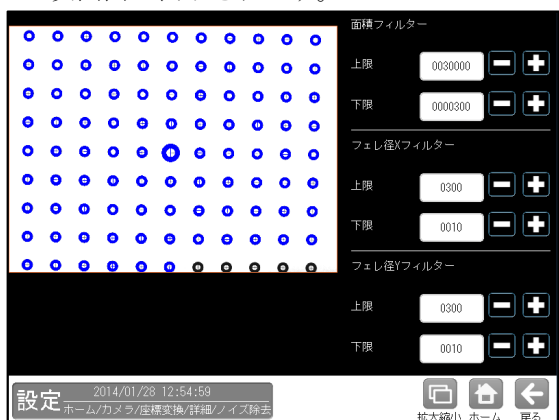 面積フィルター
上限 0030000
下限 0000300
フェレ径Xフィルター
上限 0300
下限 0010
フェレ径Yフィルター
上限 0300
下限 0010
設定
2014/01/28 12:54:59
ホーム/カメラ/座標変換/詳細/ノイズ除去
拡大縮小 ホーム 戻る